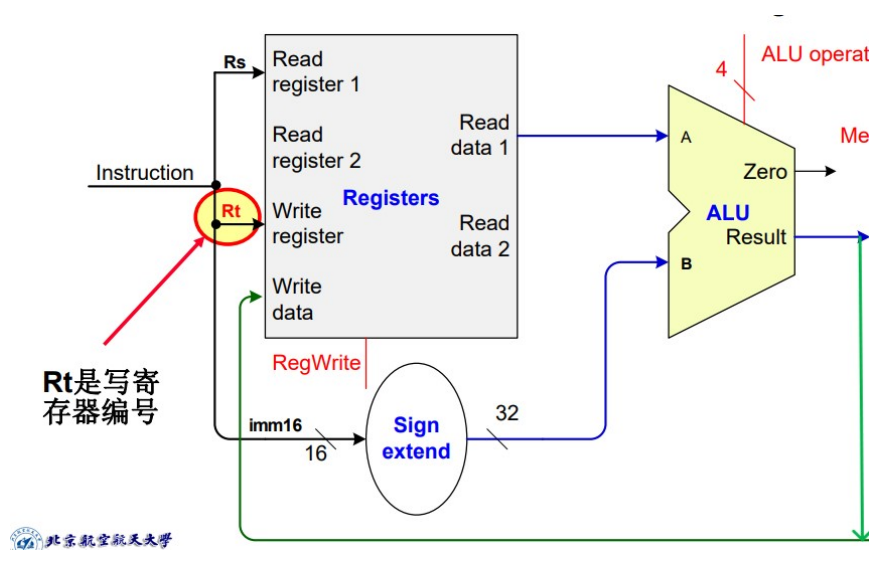 ALU operat
4
Rs
Read
register 1
Read
data 1
A
Me
Read
register 2
Zero
Instruction
Registers
Rt
Write
register
ALU
Read
data 2
Result
B
Write
data
RegWrite
Rt是写寄
存器编号
imm16
16
Sign
extend
32
北京航空航天大学